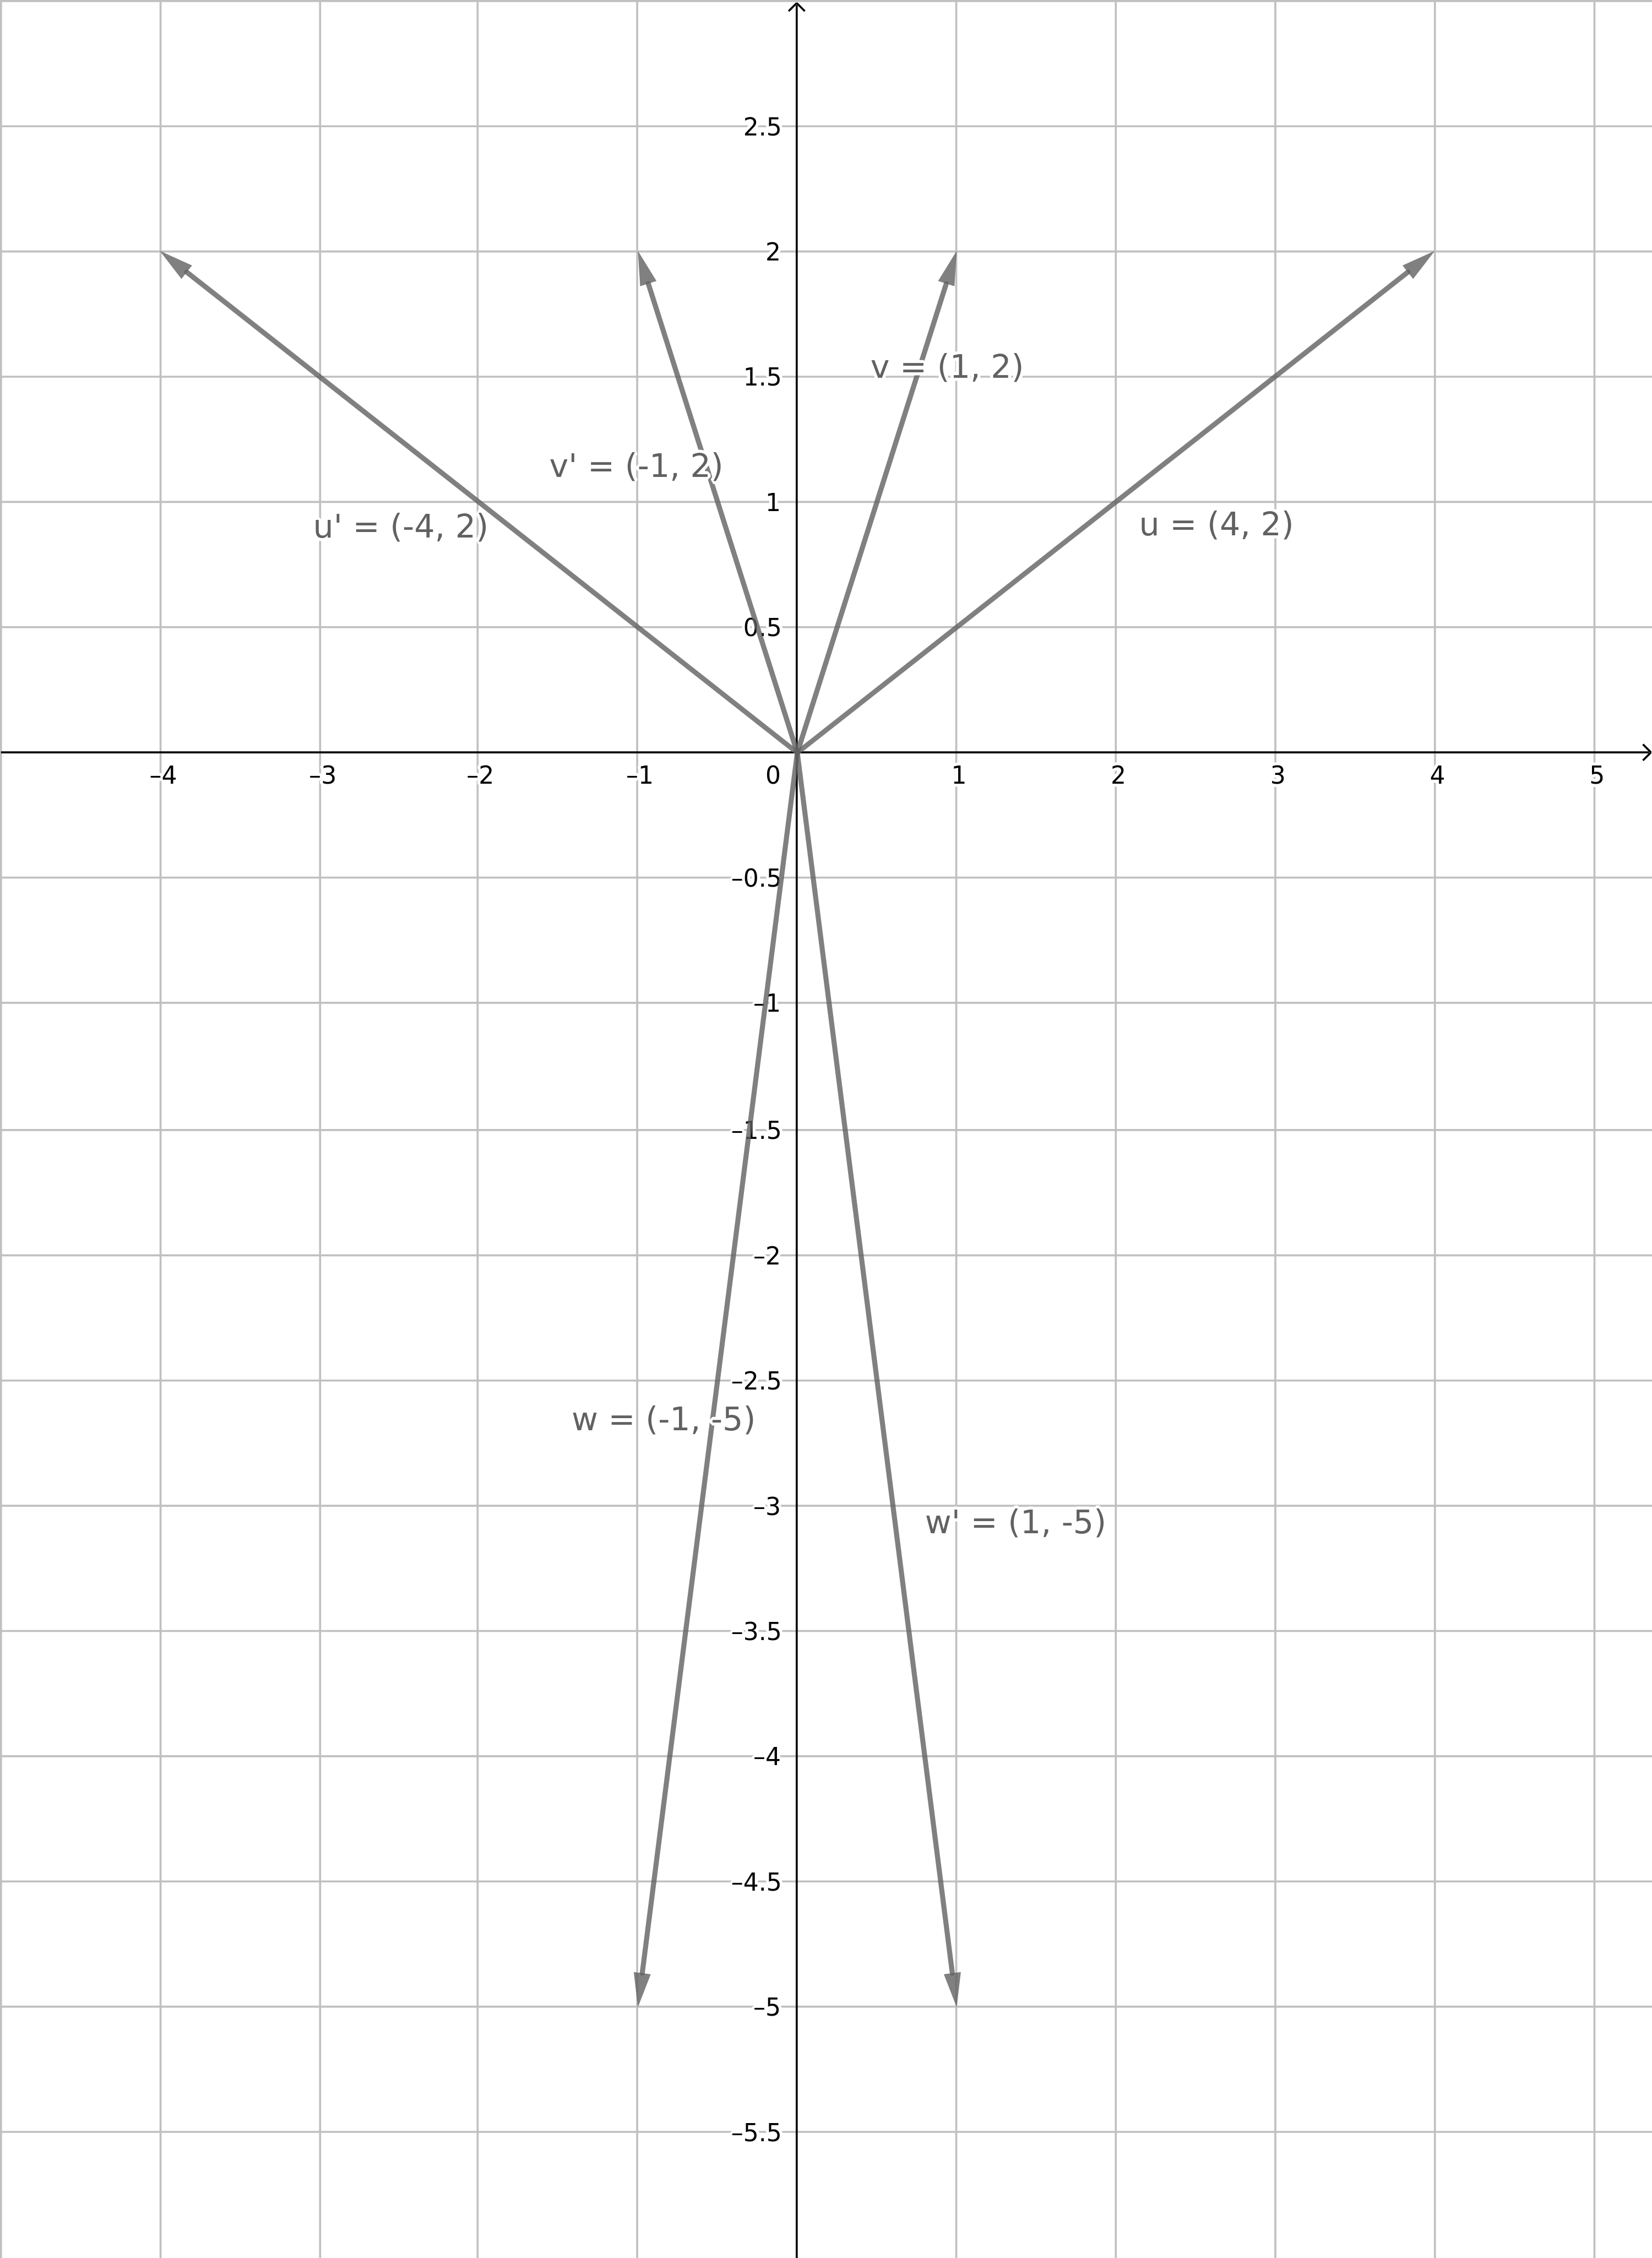 2.5
2
v = (1, 2)
1.5
v' = (-1, 2)
1
u' = (-4, 2)
u = (4, 2)
0.5
–4 –3 –2 –1 0 1 2 3 4 5
–0.5
–1
–1.5
–2
–2.5
w = (-1, -5)
–3
w' = (1, -5)
–3.5
–4
–4.5
–5
–5.5